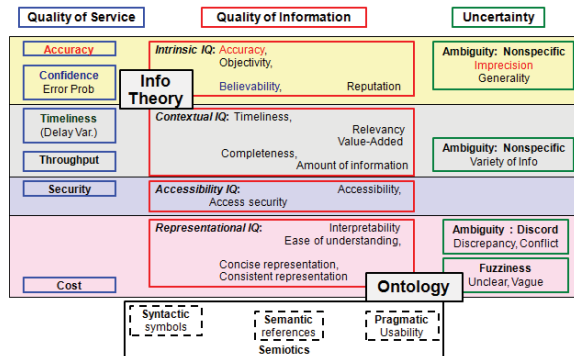 Quality of Service
Quality of Information
Uncertainty
Accuracy
Confidence
Error Prob
Info
Theory
Intrinsic IQ: Accuracy,
Objectivity,
Believability, Reputation
Ambiguity: Nonspecific
Imprecision
Generality
Timeliness
(Delay Var.)
Throughput
Contextual IQ: Timeliness,
Relevancy
Value-Added
Completeness,
Amount of information
Ambiguity: Nonspecific
Variety of Info
Security
Accessibility IQ: Accessibility,
Access security
Representational IQ: Interpretability
Ease of understanding,
Concise representation,
Consistent representation
Ambiguity : Discord
Discrepancy, Conflict
Fuzziness
Unclear, Vague
Cost
Ontology
Syntactic
symbols
Semantic
references
Pragmatic
Usability
Semiotics